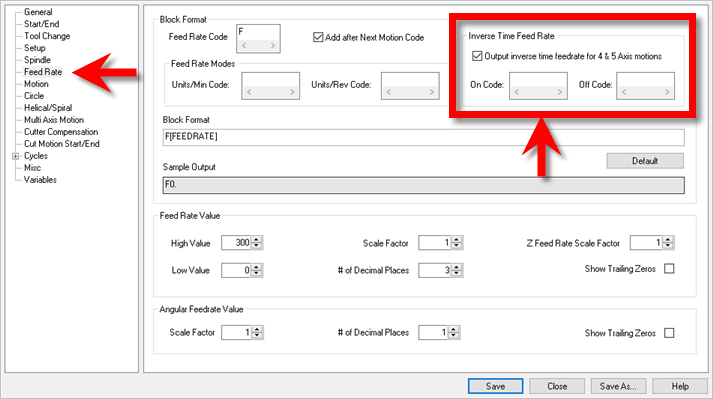 General
Start/End
Tool Change
Setup
Spindle
Feed Rate
Motion
Circle
Helical/Spiral
Multi Axis Motion
Cutter Compensation
Cut Motion Start/End
Cycles
Misc
Variables
Block Format
Feed Rate Code
F
Add after Next Motion Code
Feed Rate Modes
Units/Min Code:
Units/Rev Code:
Inverse Time Feed Rate
Output inverse time feedrate for 4 & 5 Axis motions
On Code:
Off Code:
Block Format
F[FEEDRATE]
Default
Sample Output
F0.
Feed Rate Value
High Value 300
Scale Factor 1
Z Feed Rate Scale Factor 1
Low Value 0
# of Decimal Places 3
Show Trailing Zeros
Angular Feedrate Value
Scale Factor 1
# of Decimal Places 1
Show Trailing Zeros
Save
Close
Save As...
Help